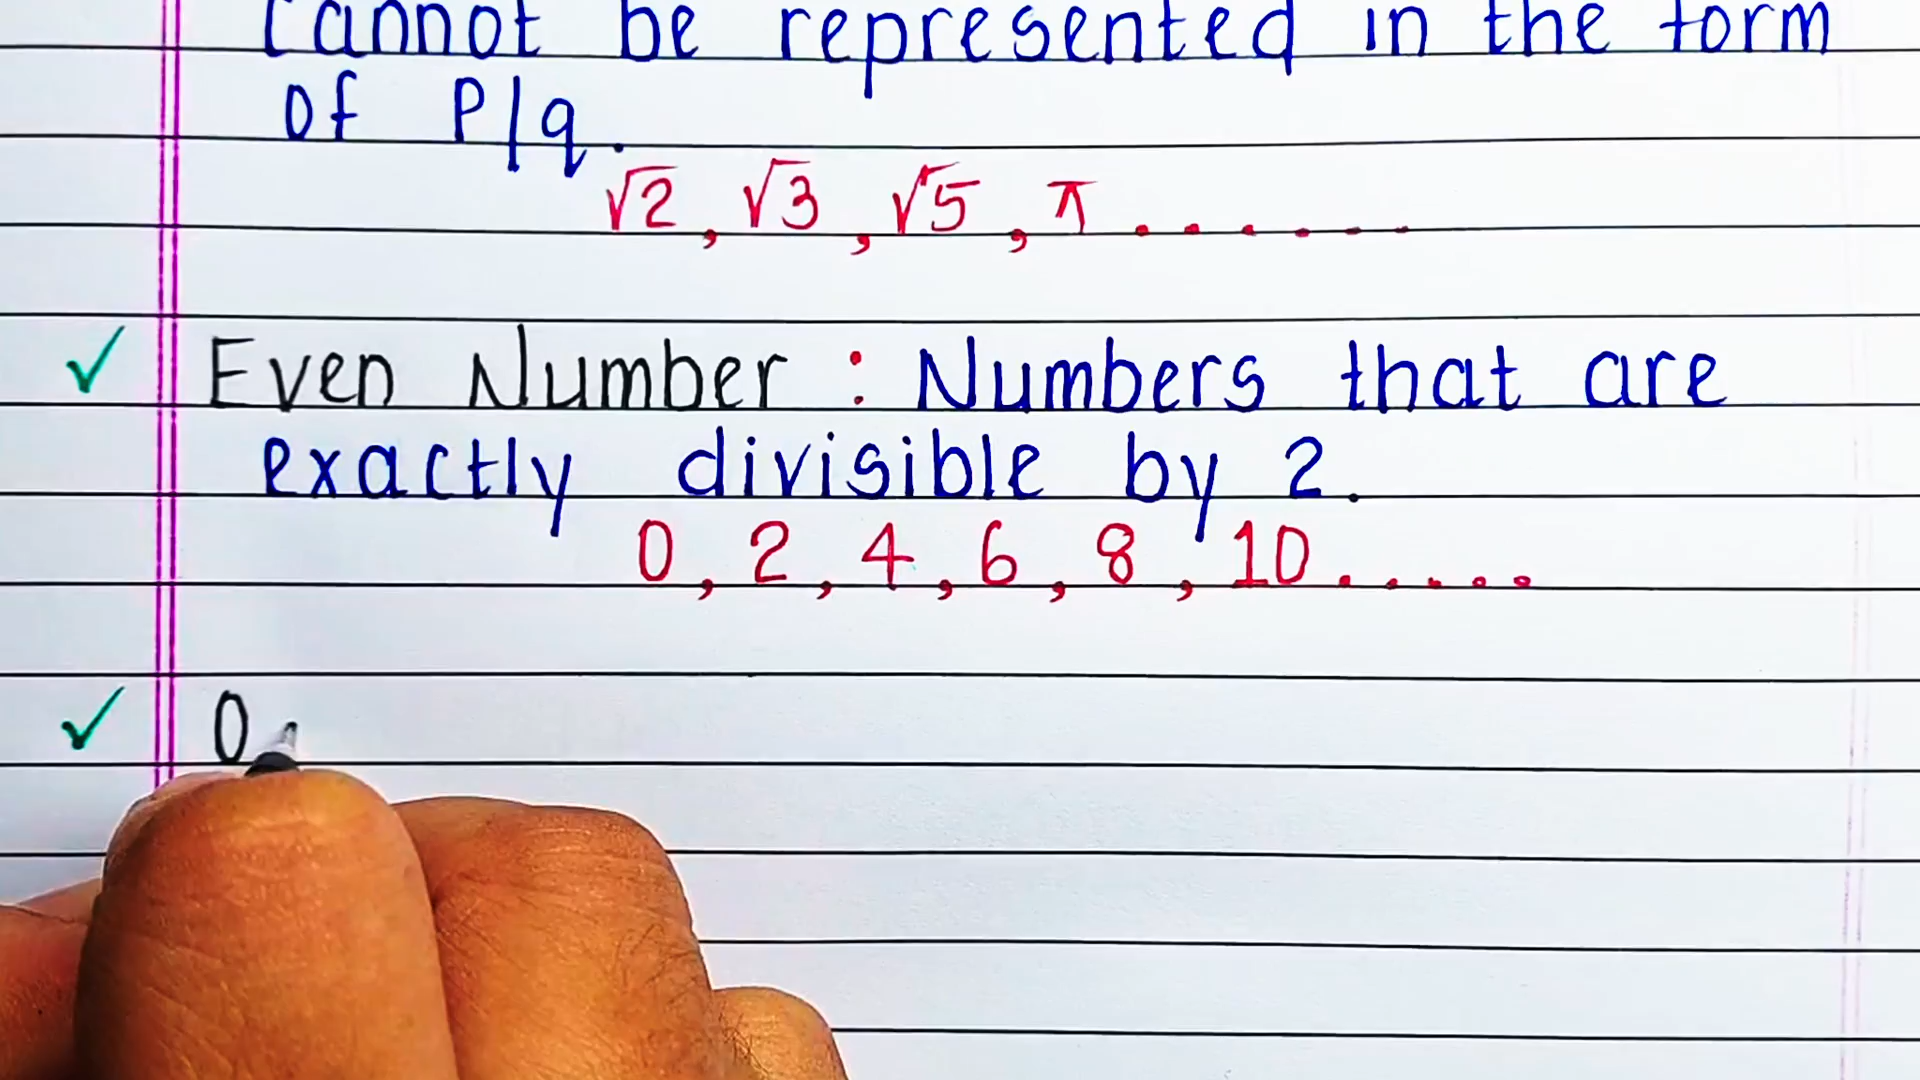 cannot be represented in the form
of P/q.
√2, √3, √5, π.......
✓ Even Number : Numbers that are
exactly divisible by 2.
0, 2, 4, 6, 8, 10.....
✓ O